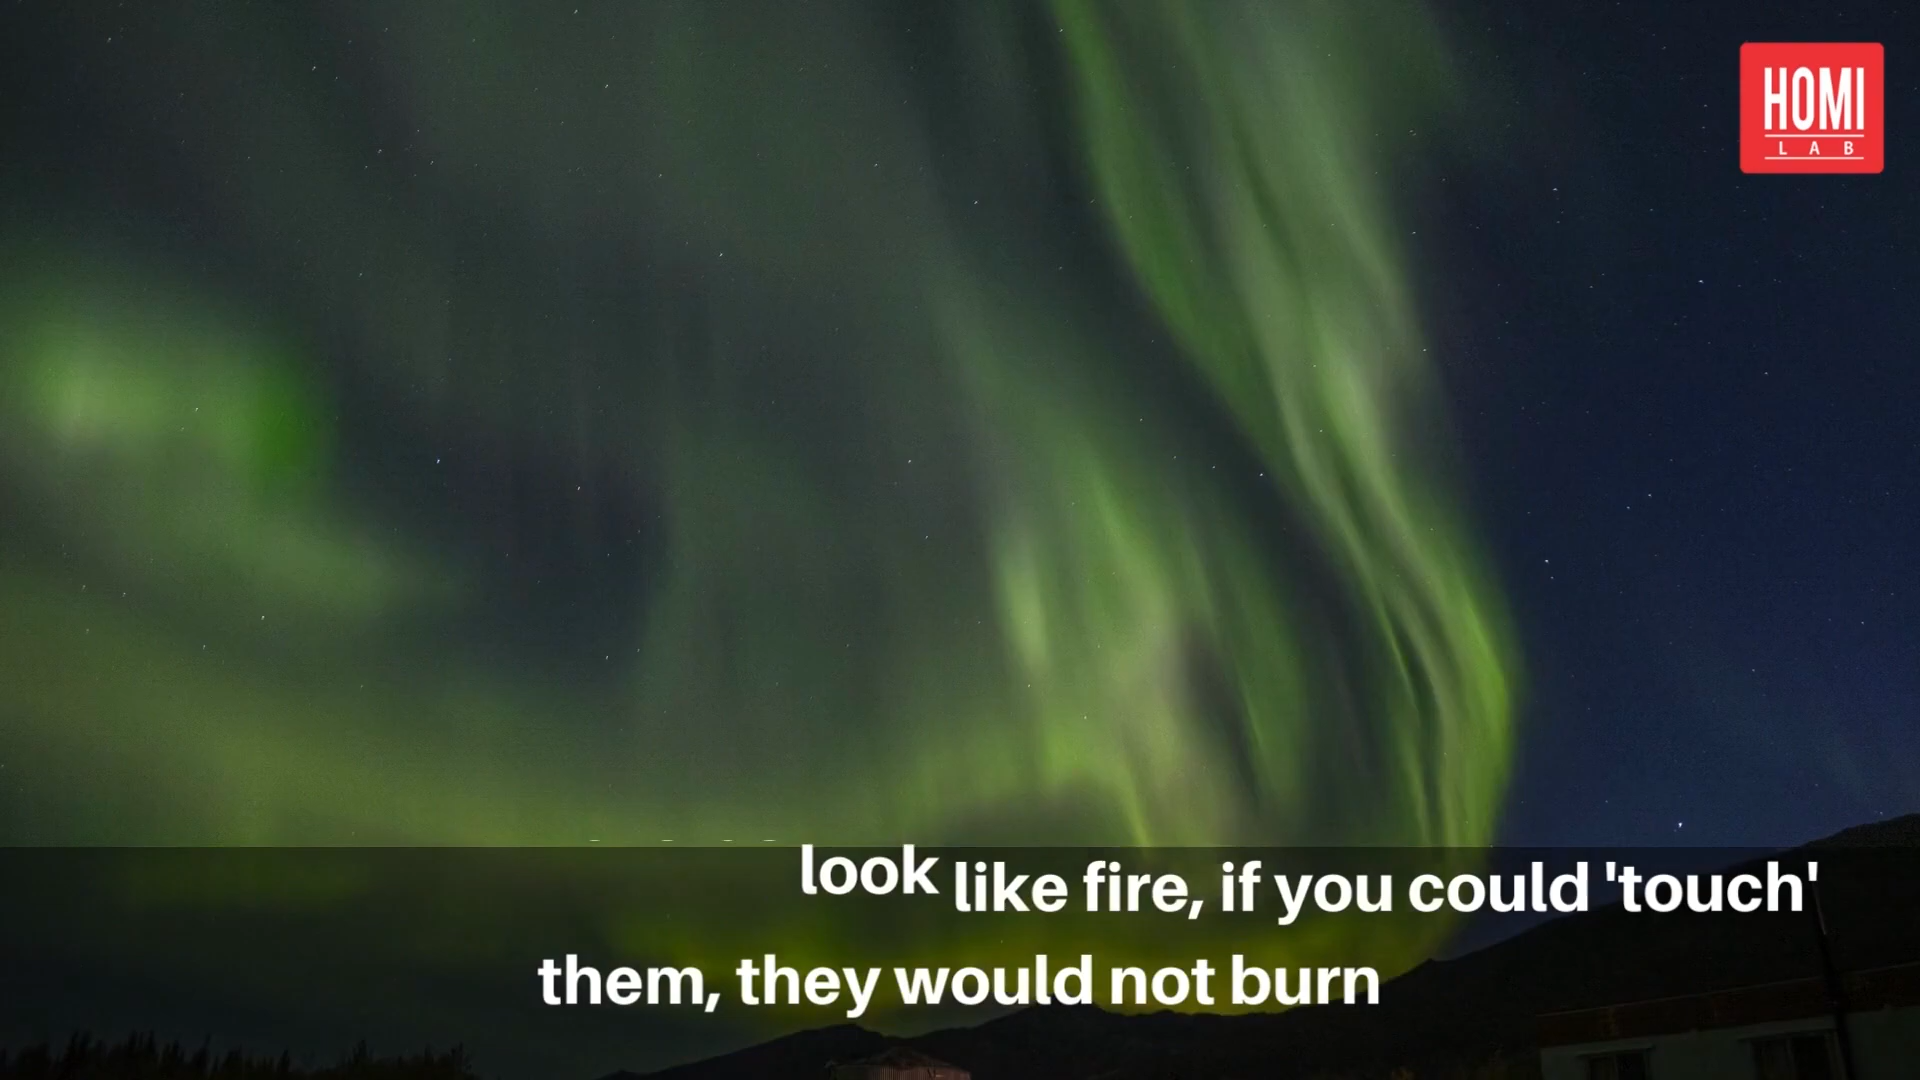 HOMI
LAB
look like fire, if you could 'touch'
them, they would not burn